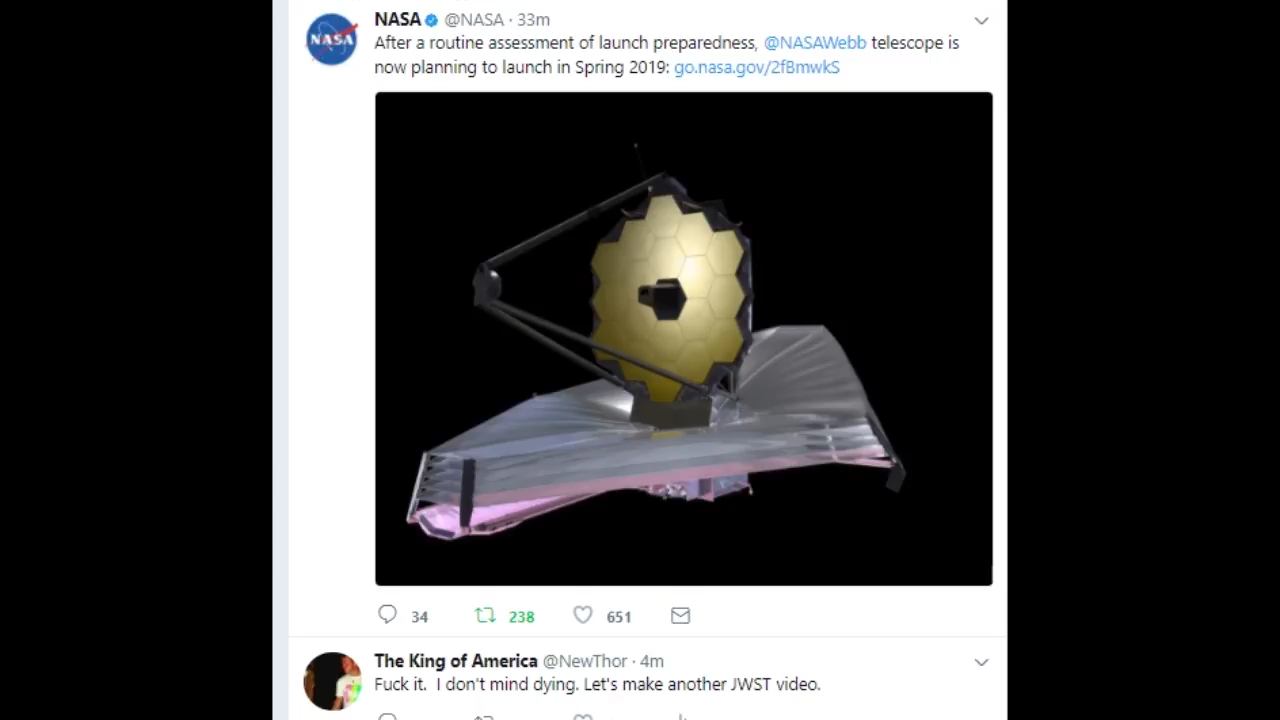 NASA @NASA · 33m
NASA
After a routine assessment of launch preparedness, @NASAWebb telescope is
now planning to launch in Spring 2019: go.nasa.gov/2fBmwkS
34 238 651
The King of America @NewThor · 4m
Fuck it.  I don't mind dying. Let's make another JWST video.